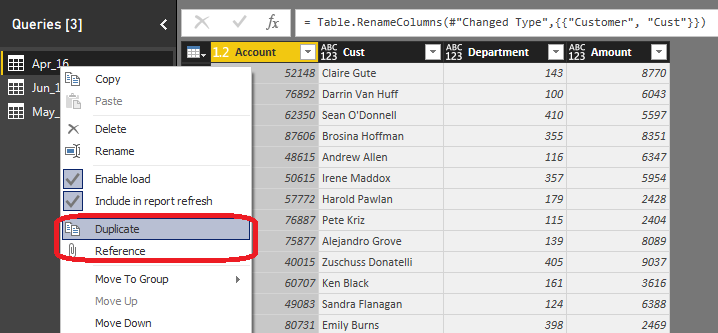 Queries [3]
= Table.RenameColumns(#"Changed Type",{{"Customer", "Cust"}})
Apr_16
Jun_1
May_
Copy
Paste
Delete
Rename
Enable load
Include in report refresh
Duplicate
Reference
Move To Group
Move Up
Move Down
1.2 Account ABC 123 Cust ABC 123 Department ABC 123 Amount
52148 Claire Gute 143 8770
76892 Darrin Van Huff 100 6043
62350 Sean O'Donnell 410 5597
87606 Brosina Hoffman 355 8351
48615 Andrew Allen 116 6347
50615 Irene Maddox 357 5954
57772 Harold Pawlan 179 2428
76887 Pete Kriz 115 2404
75877 Alejandro Grove 139 8089
40015 Zuschuss Donatelli 405 9037
60707 Ken Black 161 3616
49083 Sandra Flanagan 124 6388
80731 Emily Burns 398 2469